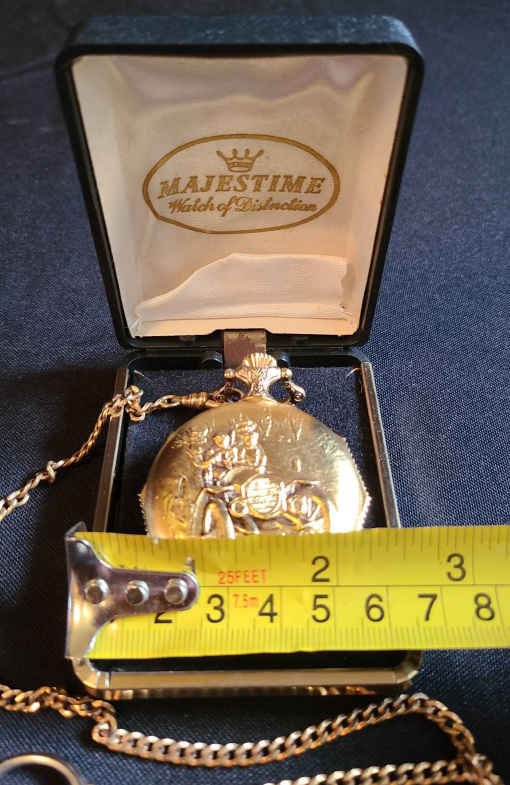 MAJESTIME
Watch of Distinction
25FEET 2 3
2 3 7.5m 4 5 6 7 8